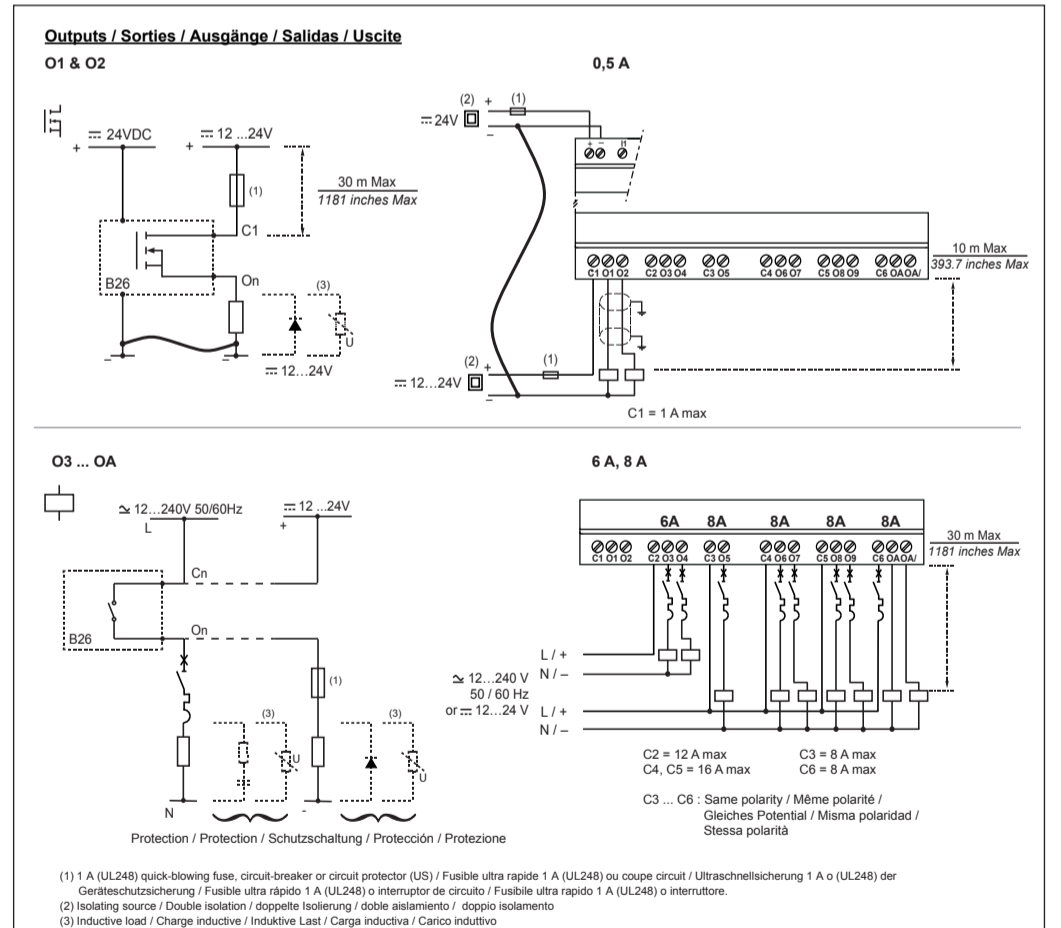 Outputs / Sorties / Ausgänge / Salidas / Uscite
O1 & O2
0,5 A
24VDC
+
12 ...24V
+
(1)
30 m Max
1181 inches Max
C1
On
B26
(3)
U
–
–
12...24V
(2)
+
(1)
24V
–
+ – I1
C1 O1 O2 C2 O3 O4 C3 O5 C4 O6 O7 C5 O8 O9 C6 OA OA/
10 m Max
393.7 inches Max
(2)
+
(1)
12...24V
–
C1 = 1 A max
O3 ... OA
6 A, 8 A
≃ 12...240V 50/60Hz
L
12 ...24V
+
Cn
On
B26
(1)
(3)
U
(3)
U
N
-
Protection / Protection / Schutzschaltung / Protección / Protezione
6A 8A 8A 8A 8A
C1 O1 O2 C2 O3 O4 C3 O5 C4 O6 O7 C5 O8 O9 C6 OA OA/
30 m Max
1181 inches Max
L / +
N / –
≃ 12...240 V
50 / 60 Hz
or 12...24 V
L / +
N / –
C2 = 12 A max C3 = 8 A max
C4, C5 = 16 A max C6 = 8 A max
C3 ... C6 : Same polarity / Même polarité /
Gleiches Potential / Misma polaridad /
Stessa polarità
(1) 1 A (UL248) quick-blowing fuse, circuit-breaker or circuit protector (US) / Fusible ultra rapide 1 A (UL248) ou coupe circuit / Ultraschnellsicherung 1 A o (UL248) der
Geräteschutzsicherung / Fusible ultra rápido 1 A (UL248) o interruptor de circuito / Fusibile ultra rapido 1 A (UL248) o interruttore.
(2) Isolating source / Double isolation / doppelte Isolierung / doble aislamiento / doppio isolamento
(3) Inductive load / Charge inductive / Induktive Last / Carga inductiva / Carico induttivo